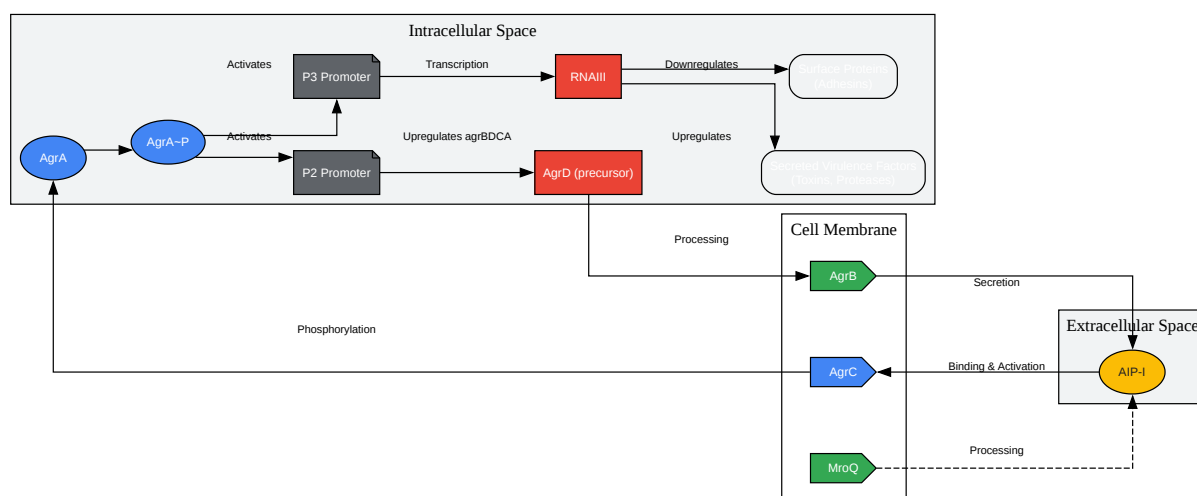 Intracellular Space
Activates
P3 Promoter
Transcription
RNAIII
Downregulates
Surface Proteins
(Adhesins)
AgrA
AgrA~P
Activates
P2 Promoter
Upregulates agrBDCA
AgrD (precursor)
Upregulates
Secreted Virulence Factors
(Toxins, Proteases)
Cell Membrane
Processing
AgrB
Secretion
Extracellular Space
Phosphorylation
AgrC
Binding & Activation
AIP-I
MroQ
Processing